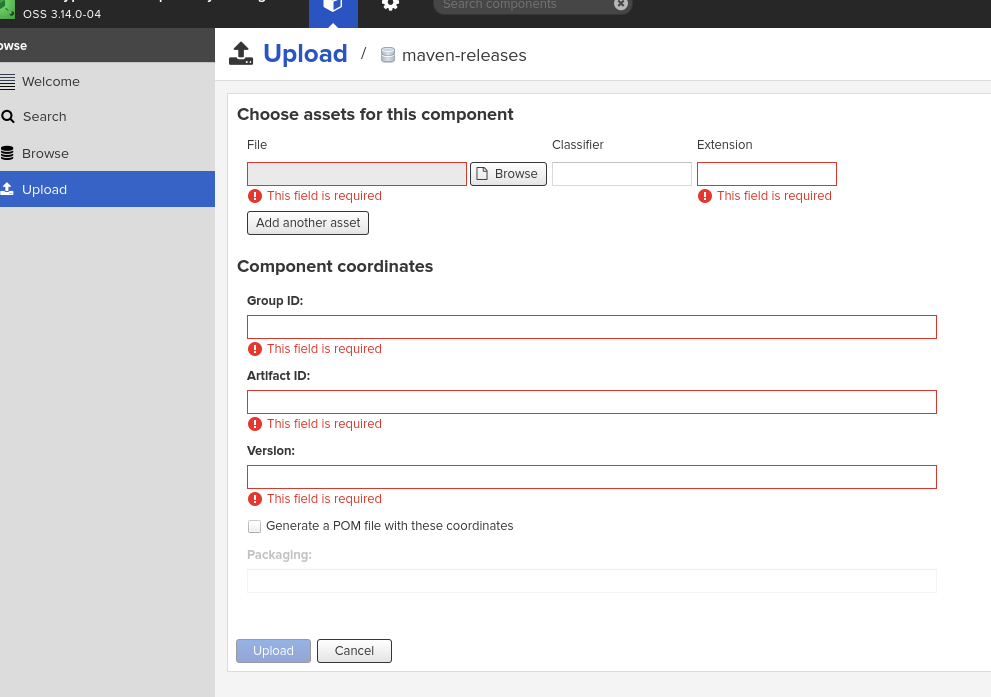 OSS 3.14.0-04
Search components
owse
Upload / maven-releases
Welcome
Search
Browse
Upload
Choose assets for this component
File Classifier Extension
Browse
This field is required This field is required
Add another asset
Component coordinates
Group ID:
This field is required
Artifact ID:
This field is required
Version:
This field is required
Generate a POM file with these coordinates
Packaging:
Upload Cancel